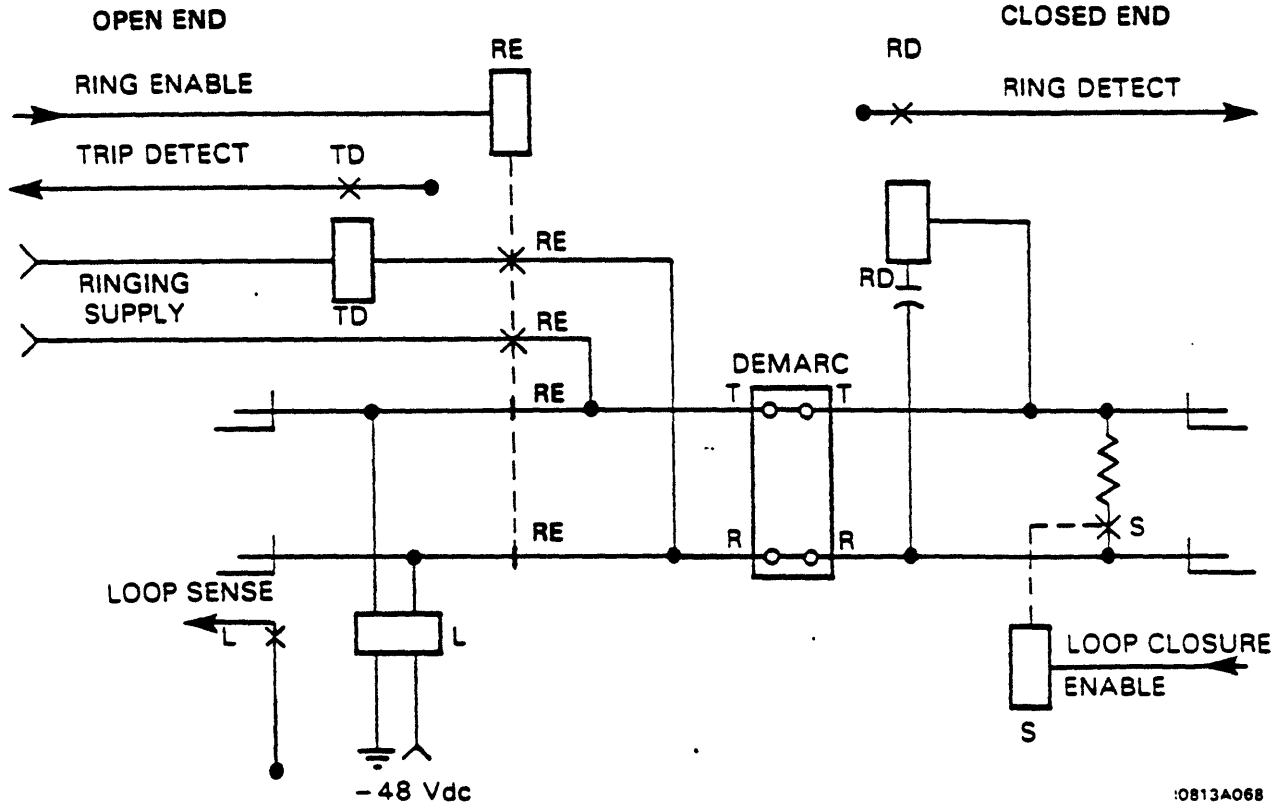 OPEN END
CLOSED END
RE
RD
RING ENABLE
RING DETECT
TRIP DETECT
TD
RE
RD
RINGING
SUPPLY
TD
RE
DEMARC
RE
T
T
RE
R
R
S
LOOP SENSE
L
L
LOOP CLOSURE
ENABLE
S
-48 Vdc
:0813A068